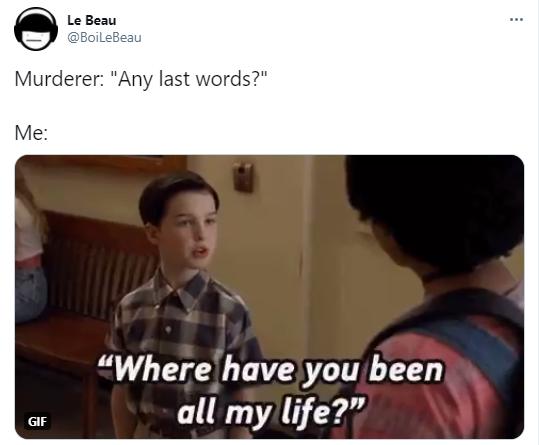 Le Beau
@BoiLeBeau
Murderer: "Any last words?"
Me:
“Where have you been
all my life?”
GIF